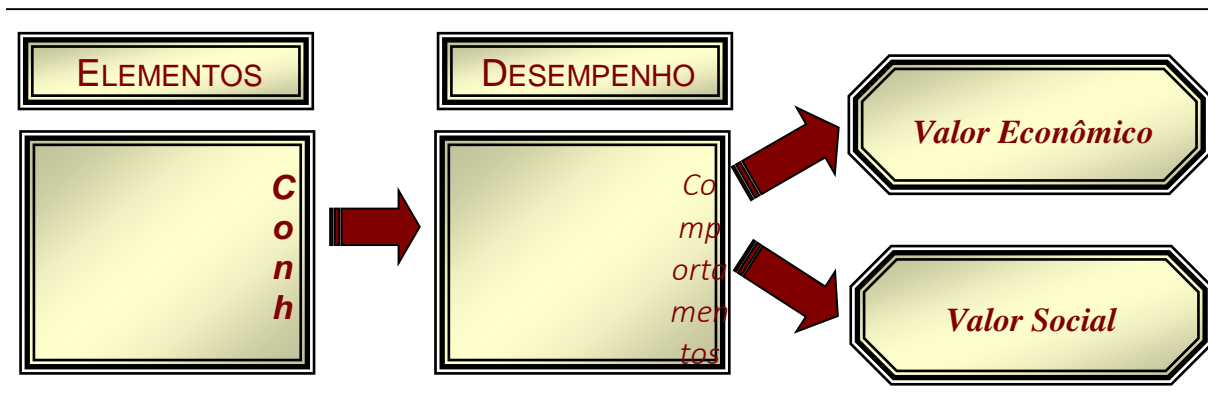 ELEMENTOS
DESEMPENHO
C
o
n
h
Co
mp
orta
men
tos
Valor Econômico
Valor Social